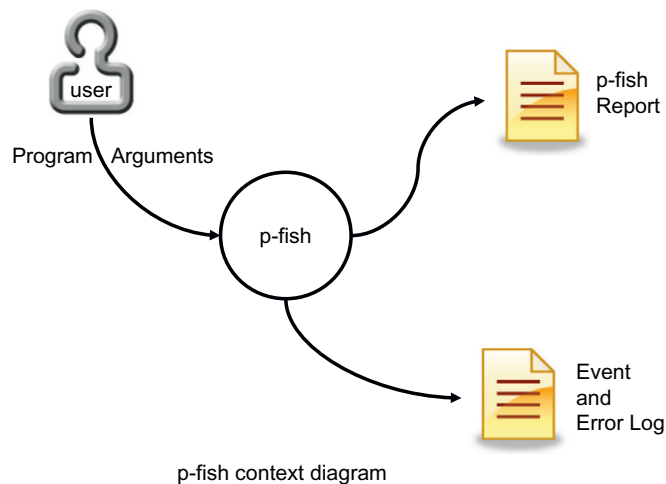 user
Program Arguments
p-fish
p-fish
Report
Event
and
Error Log
p-fish context diagram